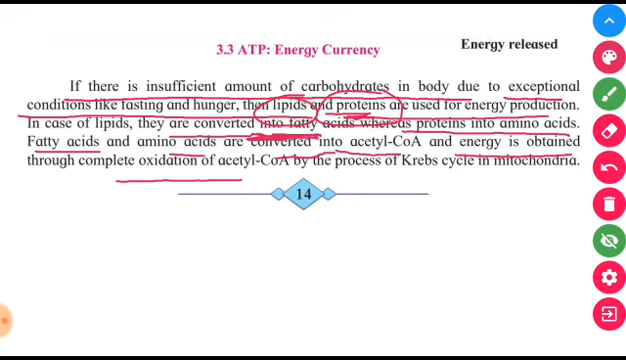 Energy released
3.3 ATP: Energy Currency
If there is insufficient amount of carbohydrates in body due to exceptional
conditions like fasting and hunger, then lipids and proteins are used for energy production.
In case of lipids, they are converted into fatty acids whereas proteins into amino acids.
Fatty acids and amino acids are converted into acetyl-CoA and energy is obtained
through complete oxidation of acetyl-CoA by the process of Krebs cycle in mitochondria.
14